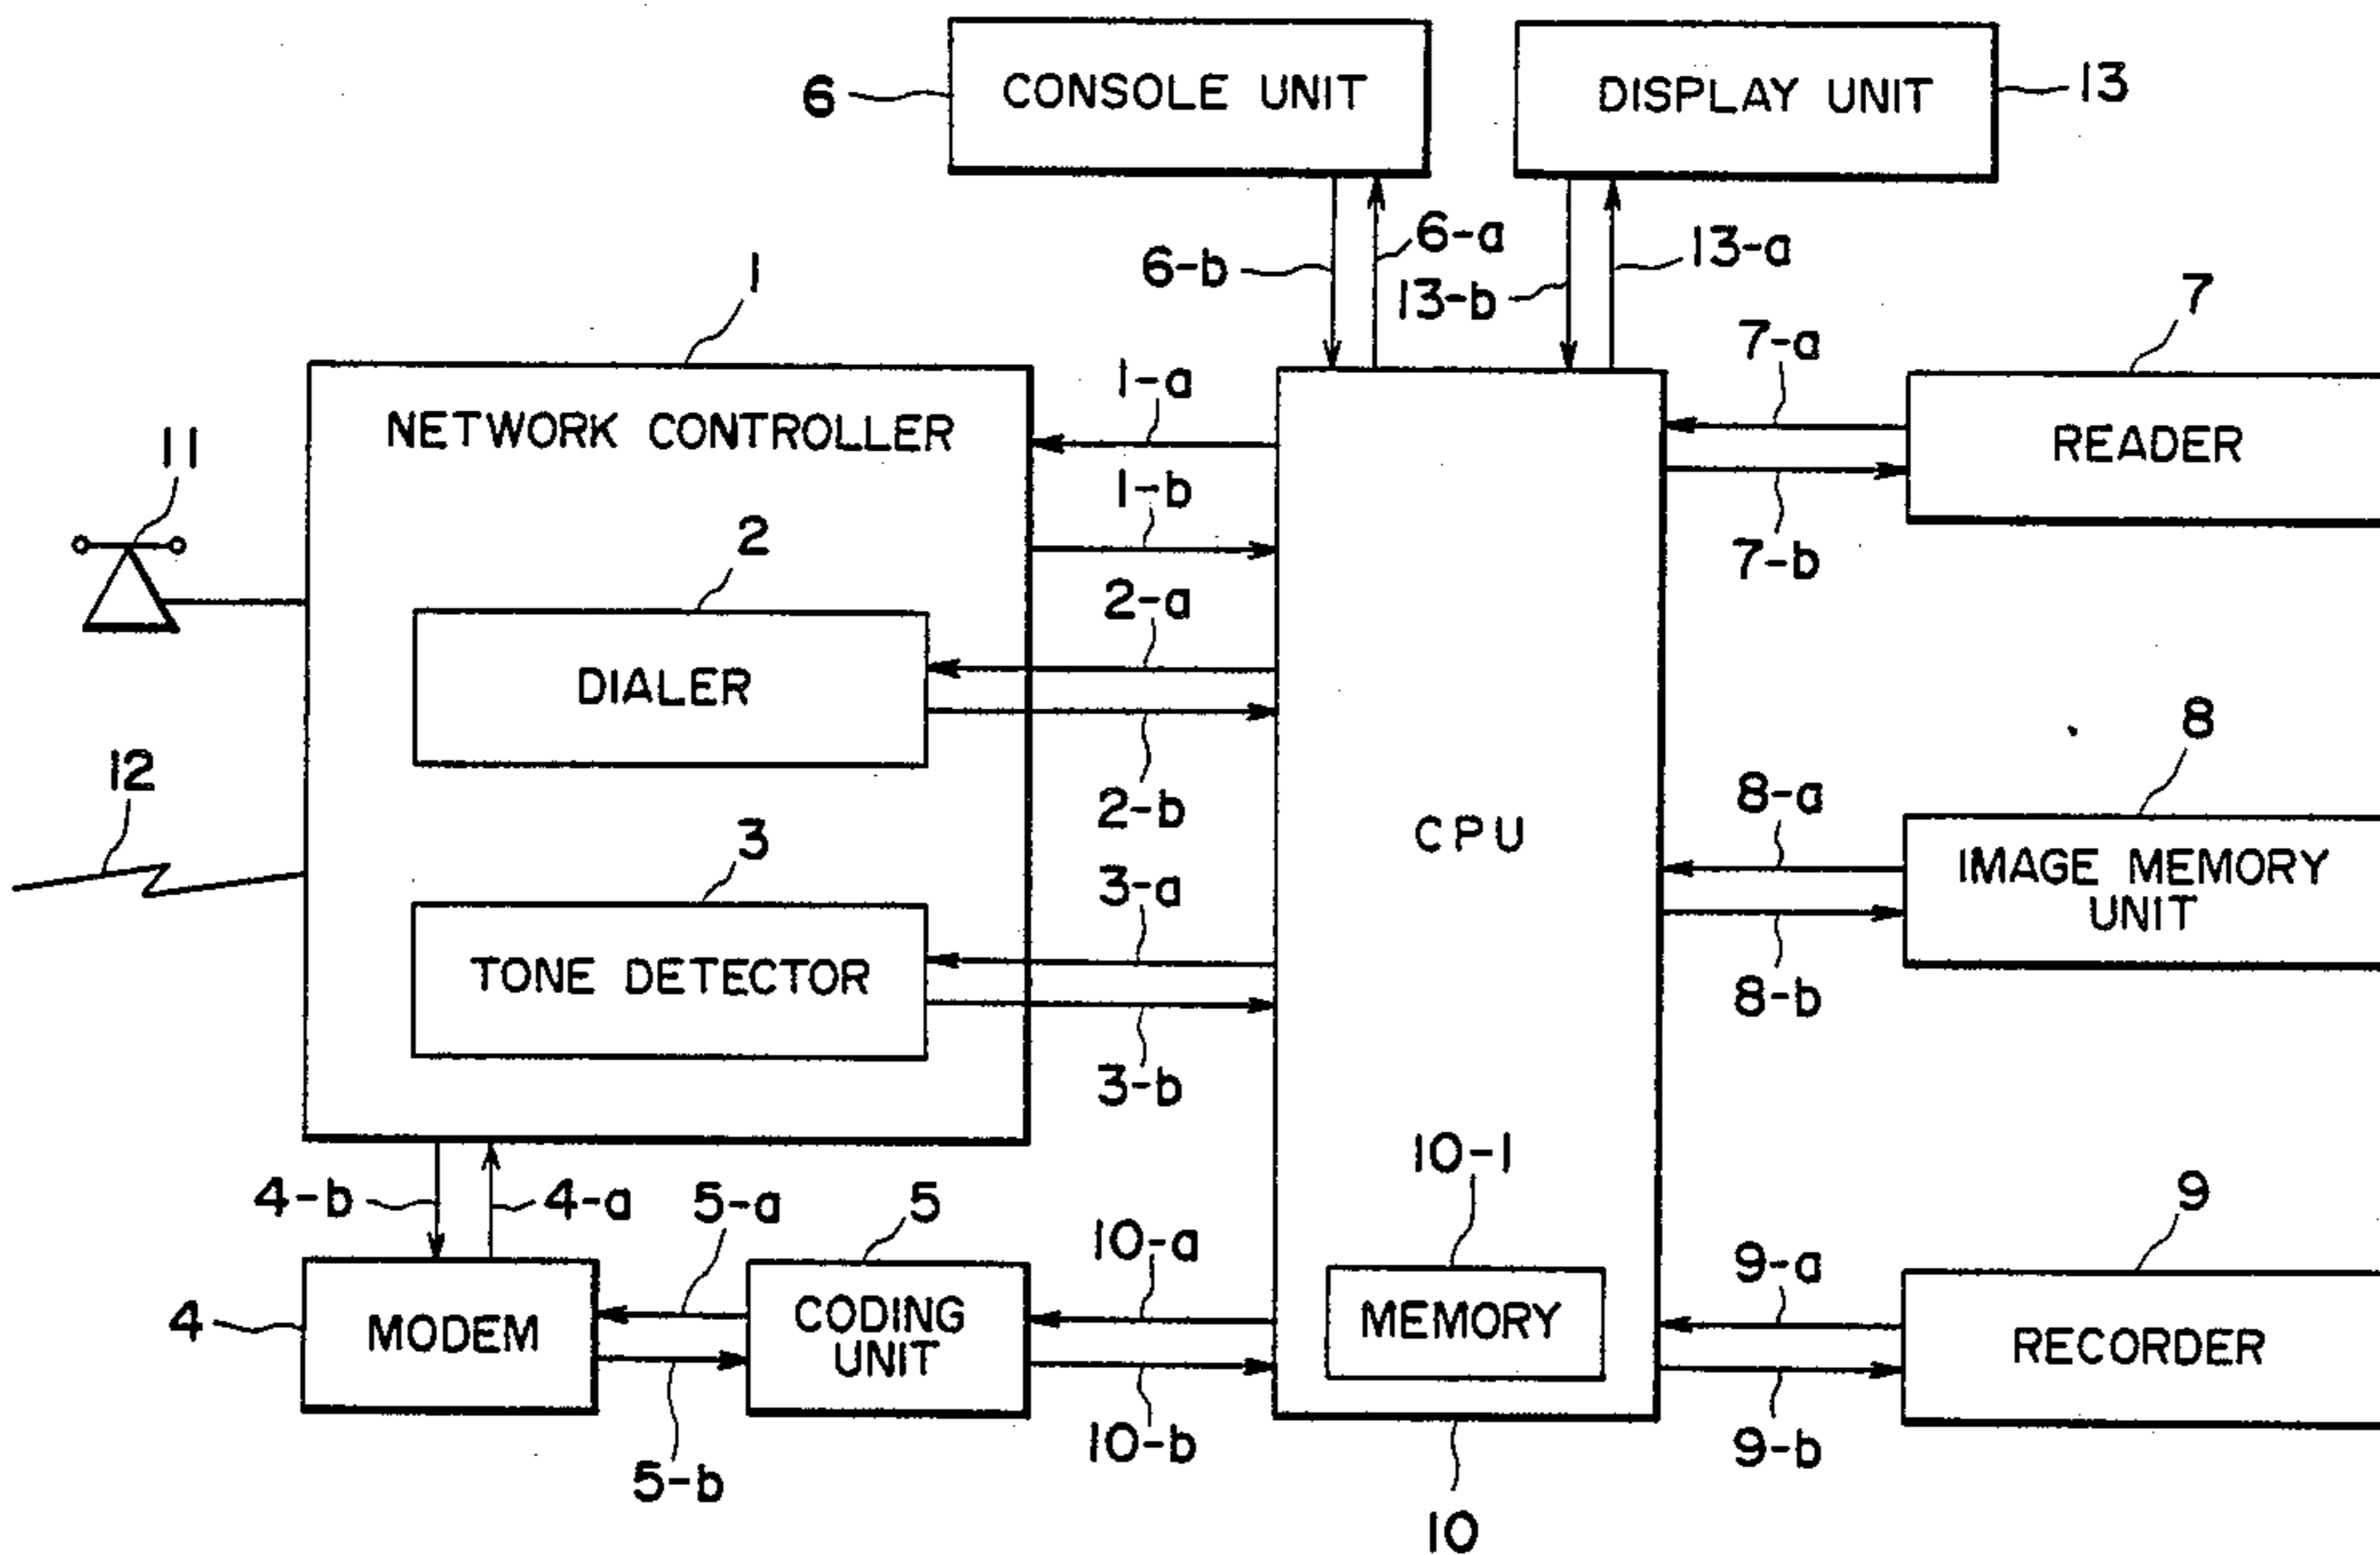 6
CONSOLE UNIT
DISPLAY UNIT
13
6-b
6-a
13-b
13-a
1
NETWORK CONTROLLER
11
1-a
1-b
7-a
7
READER
7-b
2
DIALER
2-a
2-b
12
CPU
8
8-a
IMAGE MEMORY
UNIT
8-b
3
TONE DETECTOR
3-a
3-b
4-b
4-a
5-a
5
10-a
10-1
9-a
9
4
MODEM
CODING
UNIT
MEMORY
RECORDER
5-b
10-b
10
9-b